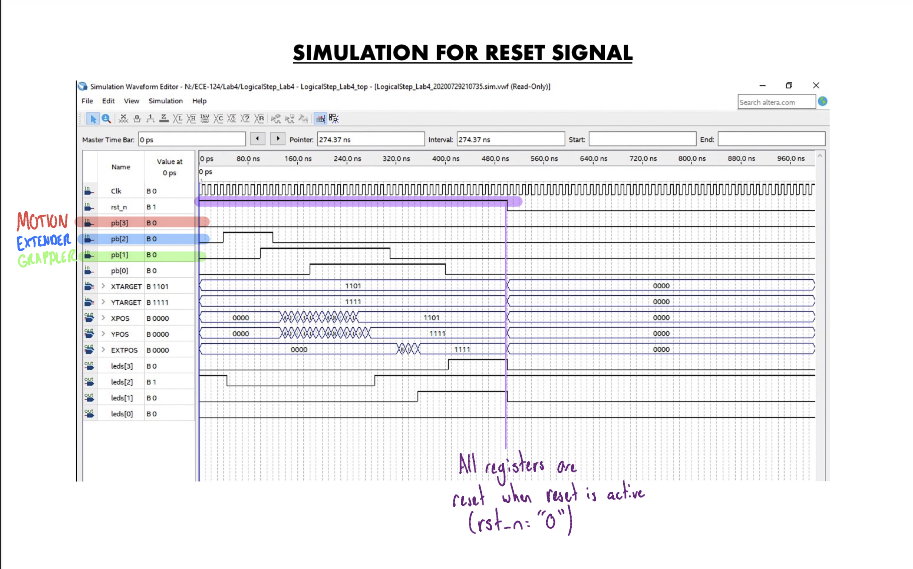 SIMULATION FOR RESET SIGNAL
Simulation Waveform Editor - N:/ECE-124/Lab4/LogicalStep_Lab4 - LogicalStep_Lab4_top - [LogicalStep_Lab4_20200729210735.sim.vwf (Read-Only)]
File Edit View Simulation Help
Search altera.com
Master Time Bar: 0 ps Pointer: 274.37 ns Interval: 274.37 ns Start: End:
Name Value at 0 ps
0 ps 80.0 ns 160.0 ns 240.0 ns 320.0 ns 400.0 ns 480.0 ns 560.0 ns 640.0 ns 720.0 ns 800.0 ns 880.0 ns 960.0 ns
0 ps
Clk B 0
rst_n B 1
MOTION pb[3] B 0
EXTENDER pb[2] B 0
GRAPPLER pb[1] B 0
pb[0] B 0
XTARGET B 1101 1101 0000
YTARGET B 1111 1111 0000
XPOS B 0000 0000 1101 0000
YPOS B 0000 0000 1111 0000
EXTPOS B 0000 0000 1111 0000
leds[3] B 0
leds[2] B 1
leds[1] B 0
leds[0] B 0
All registers are
reset when reset is active
(rst_n: "0")